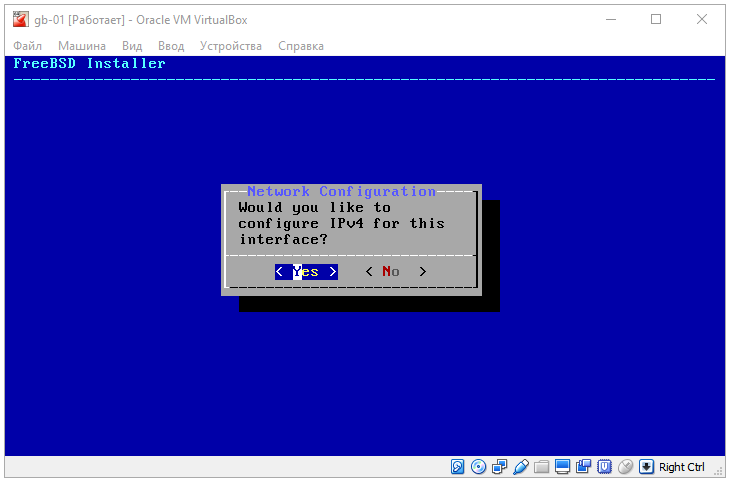 gb-01 [Работает] - Oracle VM VirtualBox
Файл Машина Вид Ввод Устройства Справка
FreeBSD Installer
Network Configuration
Would you like to
configure IPv4 for this
interface?
< Yes > < No >
Right Ctrl